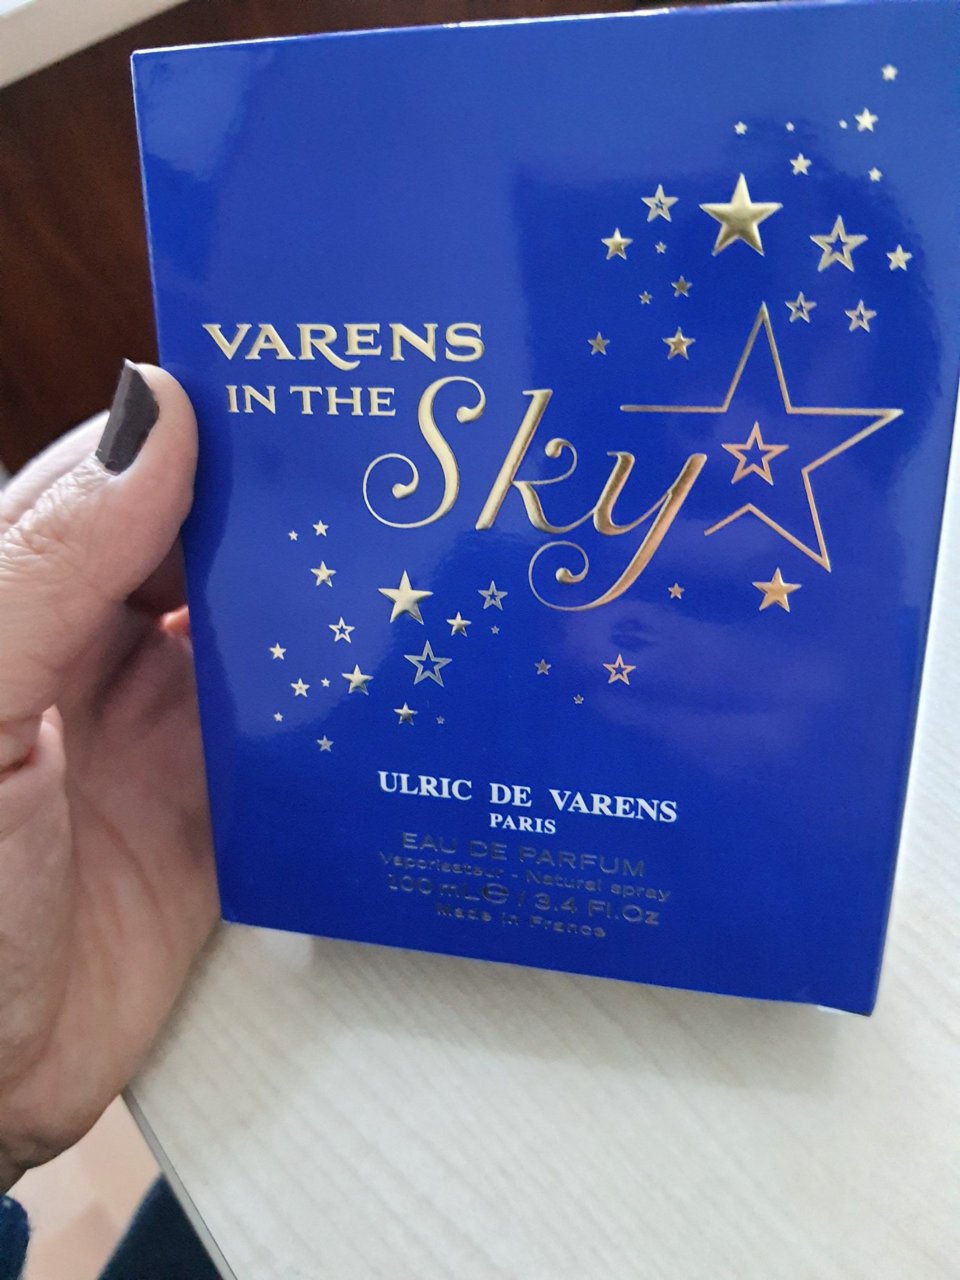 VARENS
IN THE Sky
ULRIC DE VARENS
PARIS
EAU DE PARFUM
Vaporisateur - Natural spray
100 mL ℮ / 3.4 Fl.Oz
Made in France